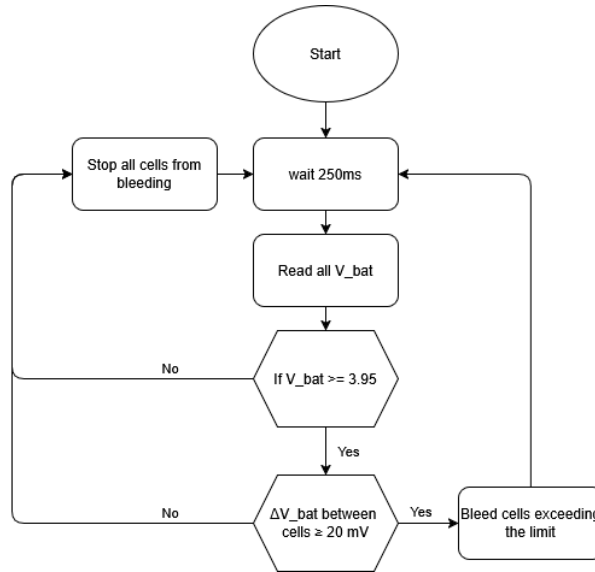 Start
Stop all cells from
bleeding
wait 250ms
Read all V_bat
If V_bat >= 3.95
No
Yes
ΔV_bat between
cells ≥ 20 mV
No
Yes
Bleed cells exceeding
the limit